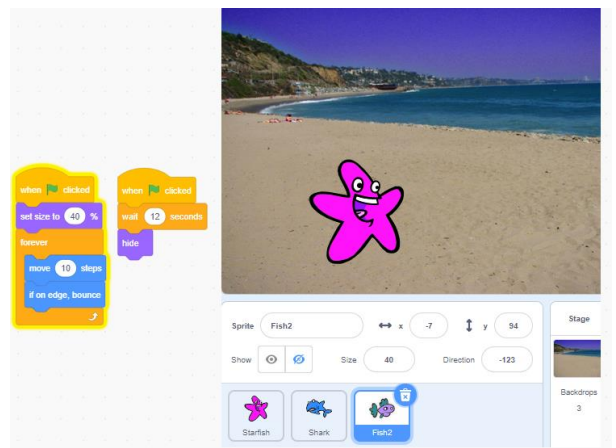 when clicked
set size to 40 %
forever
move 10 steps
if on edge, bounce
when clicked
wait 12 seconds
hide
Sprite Fish2 x -7 y 94
Show Size 40 Direction -123
Starfish Shark Fish2
Stage
Backdrops
3